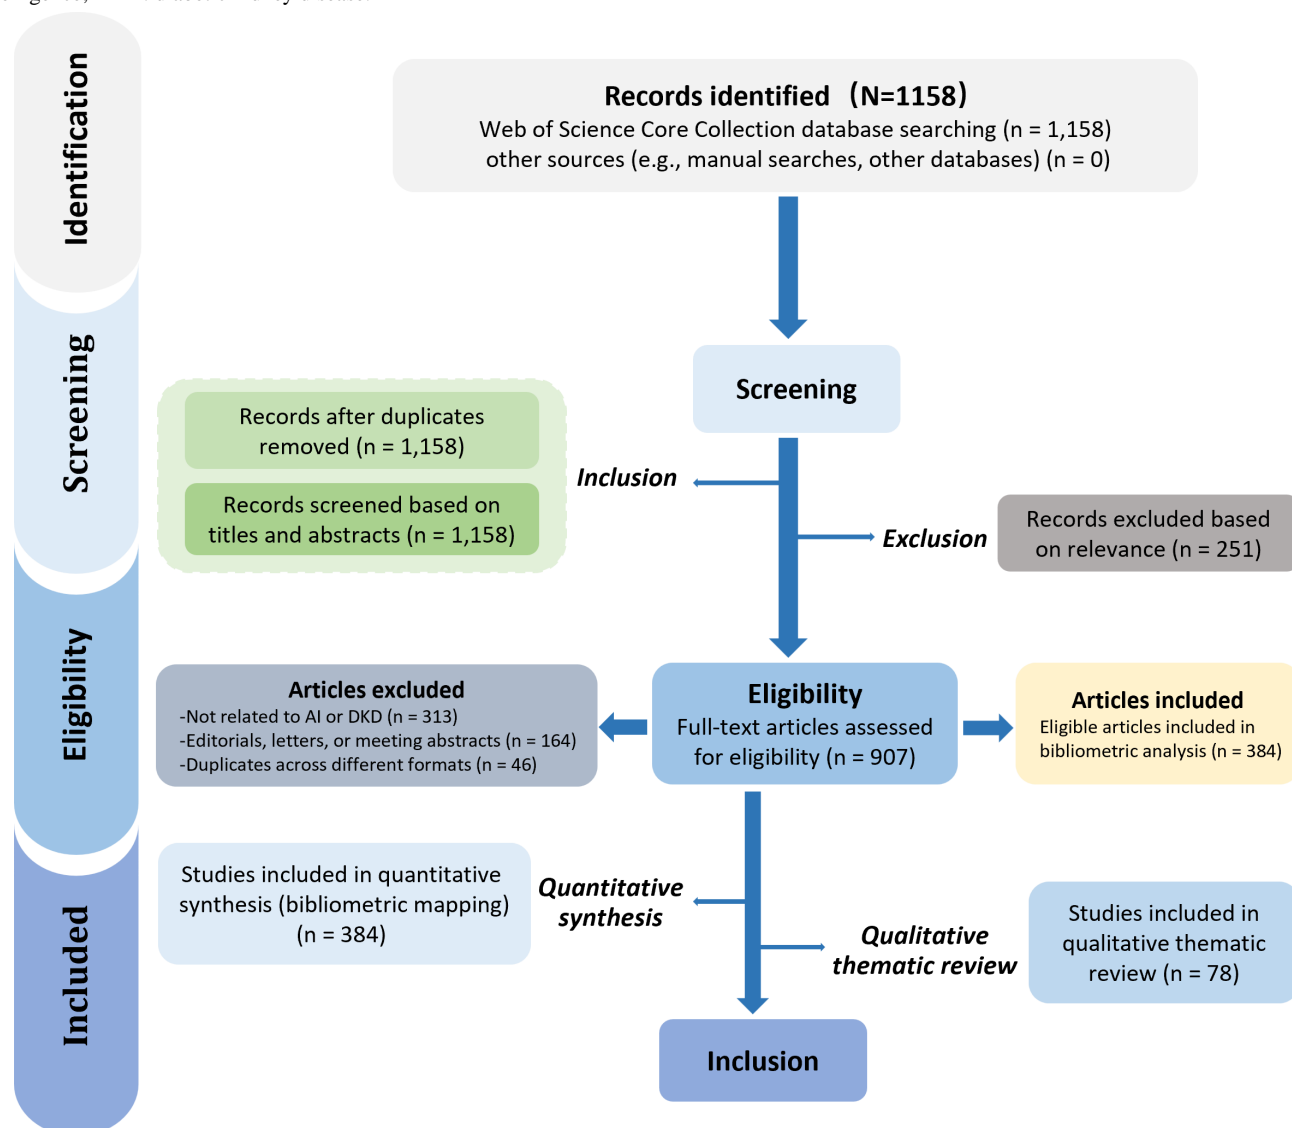 Identification
Records identified （N=1158）
Web of Science Core Collection database searching (n = 1,158)
other sources (e.g., manual searches, other databases) (n = 0)
Screening
Screening
Records after duplicates
removed (n = 1,158)
Records screened based on
titles and abstracts (n = 1,158)
Inclusion
Exclusion
Records excluded based
on relevance (n = 251)
Eligibility
Articles excluded
-Not related to AI or DKD (n = 313)
-Editorials, letters, or meeting abstracts (n = 164)
-Duplicates across different formats (n = 46)
Eligibility
Full-text articles assessed
for eligibility (n = 907)
Articles included
Eligible articles included in
bibliometric analysis (n = 384)
Included
Studies included in quantitative
synthesis (bibliometric mapping)
(n = 384)
Quantitative
synthesis
Qualitative
thematic review
Studies included in
qualitative thematic
review (n = 78)
Inclusion